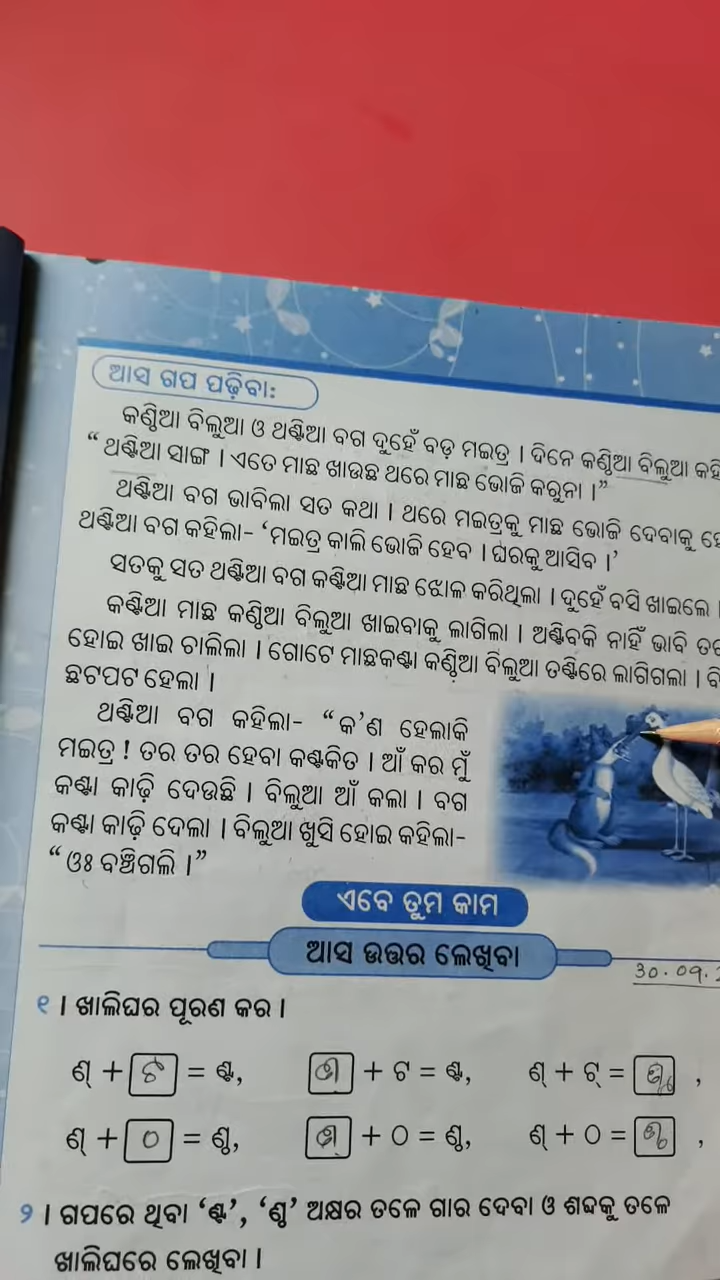 ଆସ ଗପ ପଢ଼ିବା:
କଣ୍ଠିଆ ବିଲୁଆ ଓ ଥଣ୍ଟିଆ ବଗ ଦୁହେଁ ବଡ଼ ମଇତ୍ର । ଦିନେ କଣ୍ଠିଆ ବିଲୁଆ କହି
“ ଥଣ୍ଟିଆ ସାଙ୍ଗ । ଏତେ ମାଛ ଖାଉଛ ଥରେ ମାଛ ଭୋଜି କରୁନା ।”
ଥଣ୍ଟିଆ ବଗ ଭାବିଲା ସତ କଥା । ଥରେ ମଇତ୍ରକୁ ମାଛ ଭୋଜି ଦେବାକୁ ହେ
ଥଣ୍ଟିଆ ବଗ କହିଲା- ‘ମଇତ୍ର କାଲି ଭୋଜି ହେବ । ଘରକୁ ଆସିବ ।’
ସତକୁ ସତ ଥଣ୍ଟିଆ ବଗ କଣ୍ଟିଆ ମାଛ ଝୋଳ କରିଥିଲା । ଦୁହେଁ ବସି ଖାଇଲେ ।
କଣ୍ଟିଆ ମାଛ କଣ୍ଠିଆ ବିଲୁଆ ଖାଇବାକୁ ଲାଗିଲା । ଅଣ୍ଟିବକି ନାହିଁ ଭାବି ତର
ହୋଇ ଖାଇ ଚାଲିଲା । ଗୋଟେ ମାଛକଣ୍ଟା କଣ୍ଠିଆ ବିଲୁଆ ତଣ୍ଟିରେ ଲାଗିଗଲା । ବି
ଛଟପଟ ହେଲା ।
ଥଣ୍ଟିଆ ବଗ କହିଲା- “ କ’ଣ ହେଲାକି
ମଇତ୍ର ! ତର ତର ହେବା କଣ୍ଟକିତ । ଆଁ କର ମୁଁ
କଣ୍ଟା କାଢ଼ି ଦେଉଛି । ବିଲୁଆ ଆଁ କଲା । ବଗ
କଣ୍ଟା କାଢ଼ି ଦେଲା । ବିଲୁଆ ଖୁସି ହୋଇ କହିଲା-
“ ଓଃ ବଞ୍ଚିଗଲି ।”
ଏବେ ତୁମ କାମ
ଆସ ଉତ୍ତର ଲେଖିବା
30.09.
୧ । ଖାଲିଘର ପୂରଣ କର ।
ଣ୍ + ଟ = ଣ୍ଟ, ଣ୍ + ଟ = ଣ୍ଟ, ଣ୍ + ଟ୍ = ଣ୍ଟ ,
ଣ୍ + ଠ = ଣ୍ଠ, ଣ୍ + ଠ = ଣ୍ଠ, ଣ୍ + ଠ = ଣ୍ଠ ,
୨ । ଗପରେ ଥିବା ‘ଣ୍ଟ’, ‘ଣ୍ଠ’ ଅକ୍ଷର ତଳେ ଗାର ଦେବା ଓ ଶବ୍ଦକୁ ତଳେ
ଖାଲିଘରେ ଲେଖିବା ।